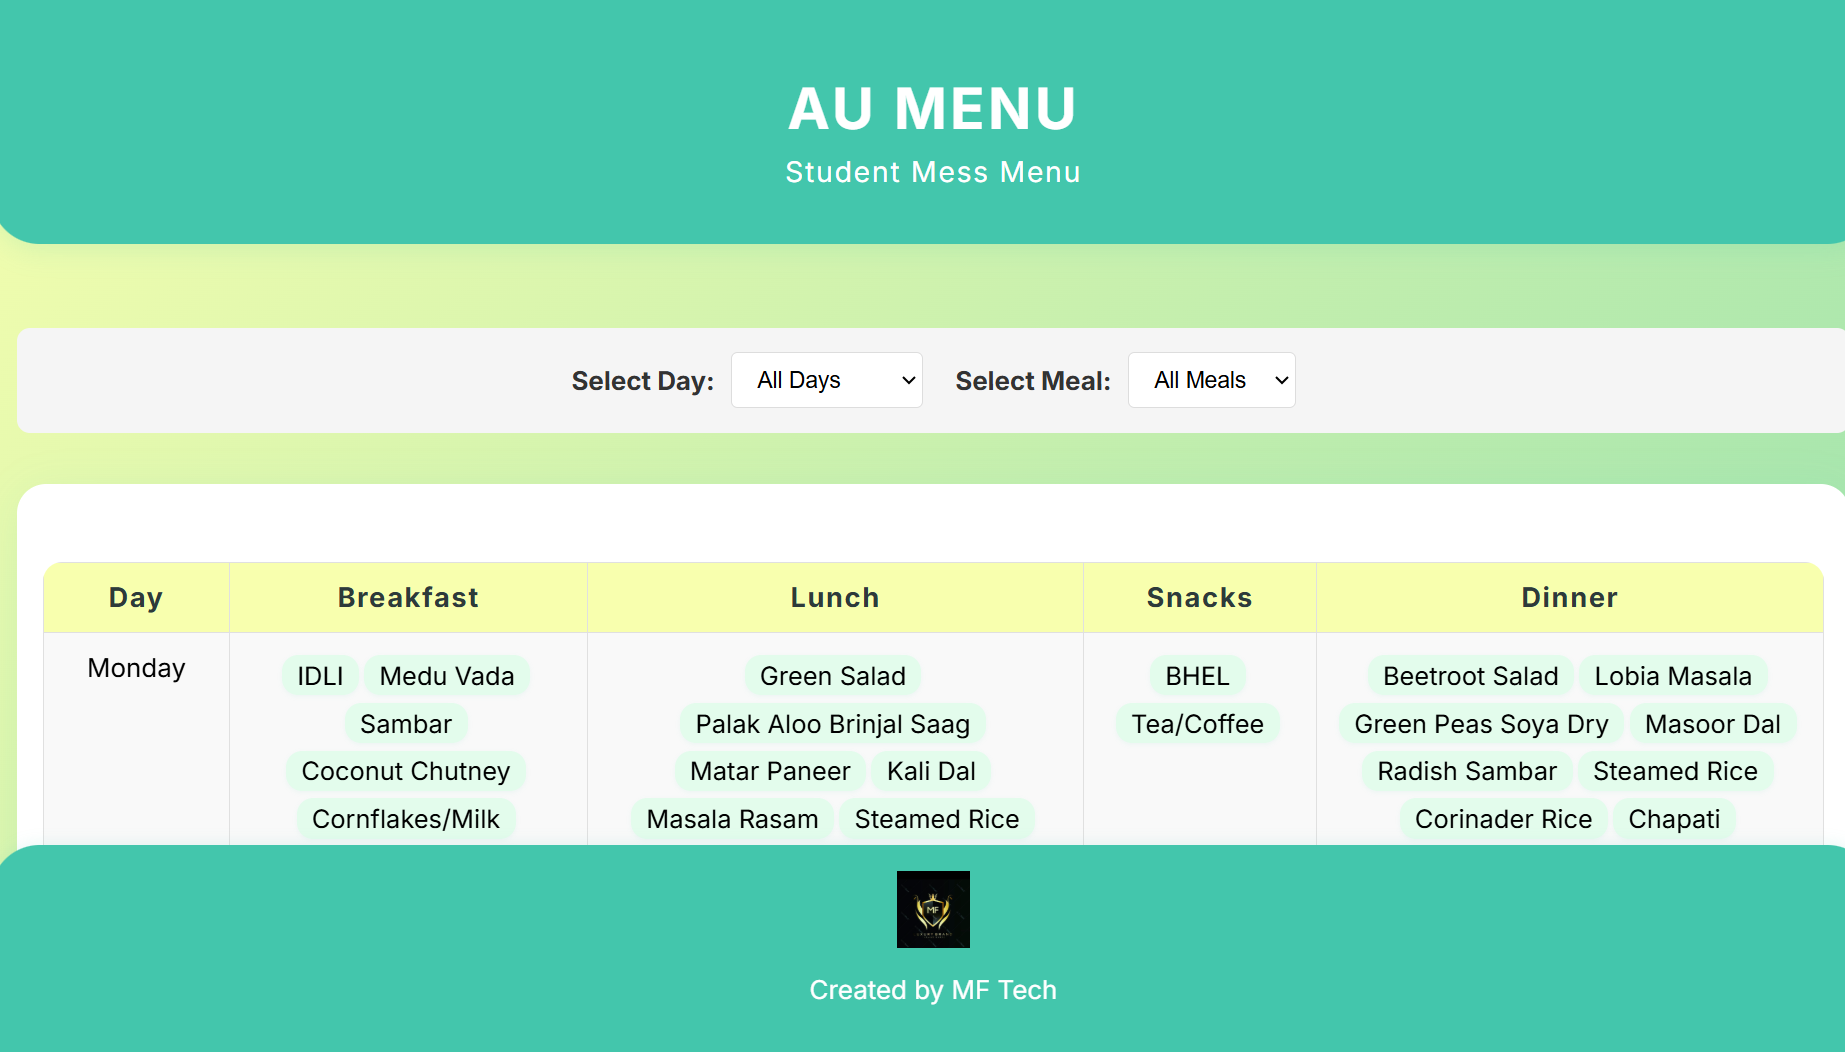 AU MENU
Student Mess Menu
Select Day: All Days Select Meal: All Meals
Day Breakfast Lunch Snacks Dinner
Monday
IDLI Medu Vada
Sambar
Coconut Chutney
Cornflakes/Milk
Green Salad
Palak Aloo Brinjal Saag
Matar Paneer Kali Dal
Masala Rasam Steamed Rice
BHEL
Tea/Coffee
Beetroot Salad Lobia Masala
Green Peas Soya Dry Masoor Dal
Radish Sambar Steamed Rice
Corinader Rice Chapati
MF
Created by MF Tech